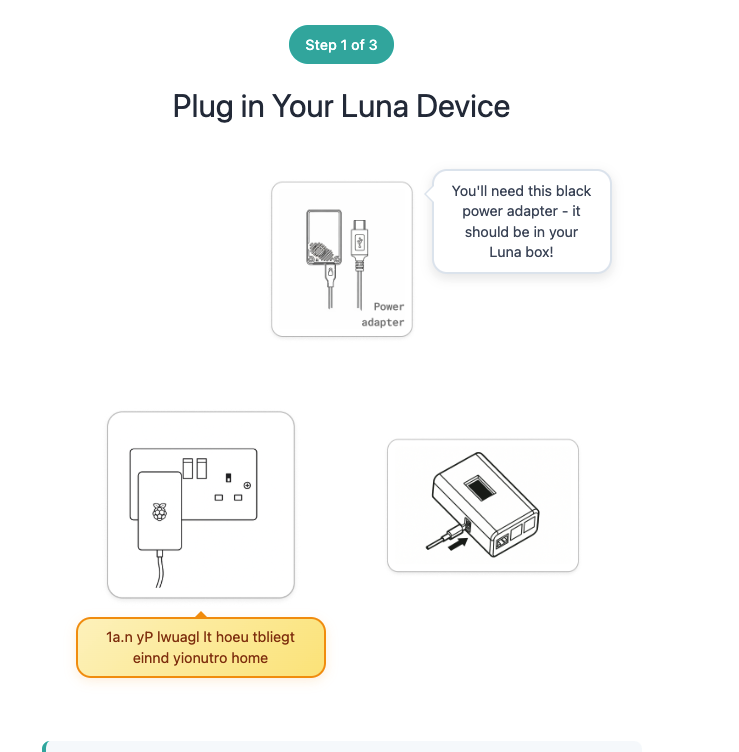 Step 1 of 3
Plug in Your Luna Device
You'll need this black
power adapter - it
should be in your
Luna box!
Power
adapter
1a.n yP lwuagl lt hoeu tbliegt
einnd yionutro home